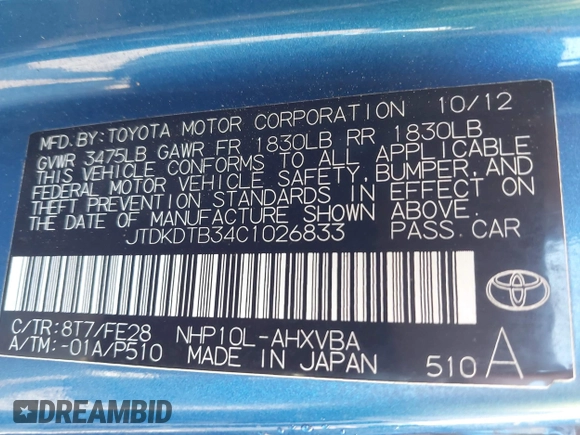 MFD. BY: TOYOTA MOTOR CORPORATION 10/12
GVWR 3475LB GAWR FR 1830LB RR 1830LB
THIS VEHICLE CONFORMS TO ALL APPLICABLE
FEDERAL MOTOR VEHICLE SAFETY, BUMPER, AND
THEFT PREVENTION STANDARDS IN EFFECT ON
THE DATE OF MANUFACTURE SHOWN ABOVE.
JTDKDTB34C1026833 PASS. CAR
C/TR: 8T7/FE28 NHP10L-AHXVBA
A/TM: -01A/P510 MADE IN JAPAN 510 A
TOYOTA
DREAMBID